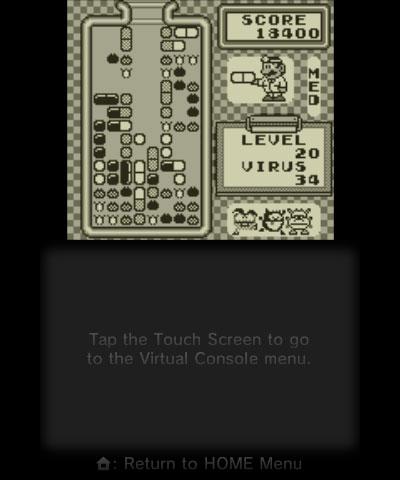 SCORE
18400
MED
LEVEL
20
VIRUS
34
Tap the Touch Screen to go
to the Virtual Console menu.
: Return to HOME Menu